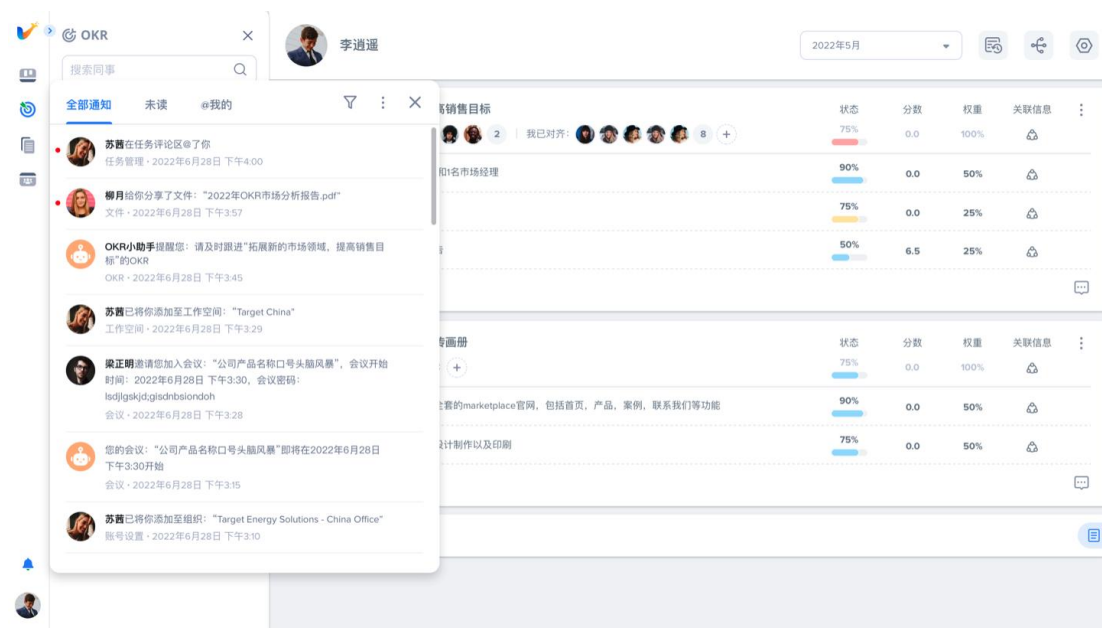 OKR
搜索同事
李逍遥
2022年5月
全部通知 未读 @我的
苏茜在任务评论区@了你
任务管理・2022年6月28日 下午4:00
柳月给你分享了文件：“2022年OKR市场分析报告.pdf”
文件・2022年6月28日 下午3:57
OKR小助手提醒您：请及时跟进“拓展新的市场领域，提高销售目
标”的OKR
OKR・2022年6月28日 下午3:45
苏茜已将你添加至工作空间：“Target China”
工作空间・2022年6月28日 下午3:29
梁正明邀请您加入会议：“公司产品名称口号头脑风暴”，会议开始
时间：2022年6月28日 下午3:30，会议密码：
lsdjlgskjd;gisdnbsiondoh
会议・2022年6月28日 下午3:28
您的会议：“公司产品名称口号头脑风暴”即将在2022年6月28日
下午3:30开始
会议・2022年6月28日 下午3:15
苏茜已将你添加至组织：“Target Energy Solutions - China Office”
账号设置・2022年6月28日 下午3:10
高销售目标 状态 分数 权重 关联信息
2 我已对齐： 8 + 75% 0.0 100%
和1名市场经理 90% 0.0 50%
75% 0.0 25%
50% 6.5 25%
画册 状态 分数 权重 关联信息
+ 75% 0.0 100%
套的marketplace官网，包括首页，产品，案例，联系我们等功能 90% 0.0 50%
设计制作以及印刷 75% 0.0 50%